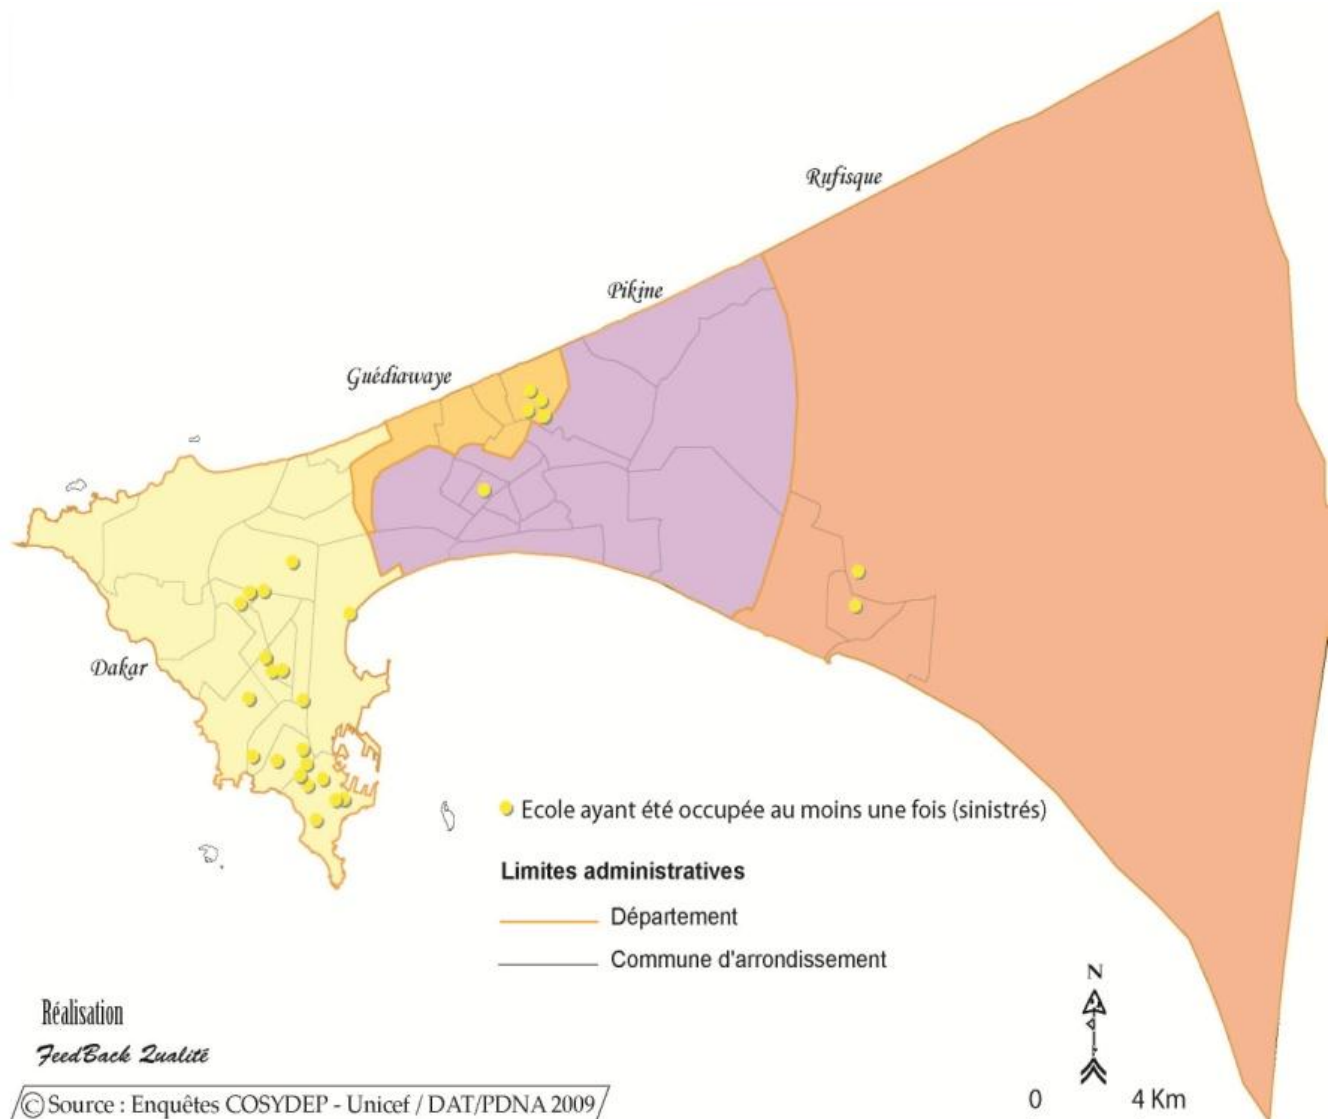 Rufisque
Pikine
Guédiawaye
Dakar
Ecole ayant été occupée au moins une fois (sinistrés)
Limites administratives
Département
Commune d'arrondissement
N
0 4 Km
Réalisation
FeedBack Qualité
© Source : Enquêtes COSYDEP - Unicef / DAT/PDNA 2009